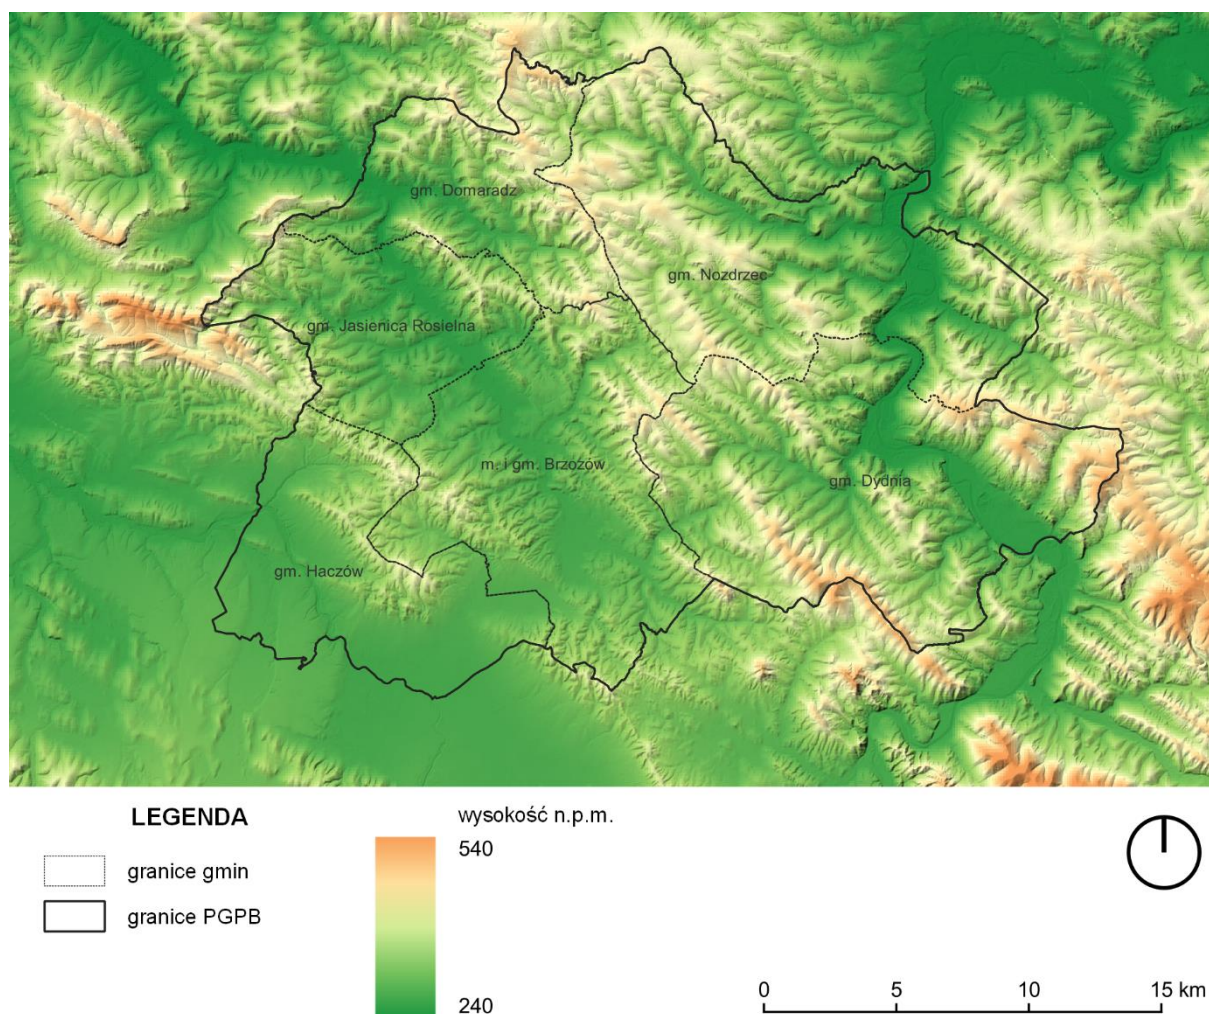 gm. Domaradz
gm. Nozdrzec
gm. Jasienica Rosielna
m. i gm. Brzozów
gm. Dydnia
gm. Haczów
LEGENDA
granice gmin
granice PGPB
wysokość n.p.m.
540
240
0 5 10 15 km